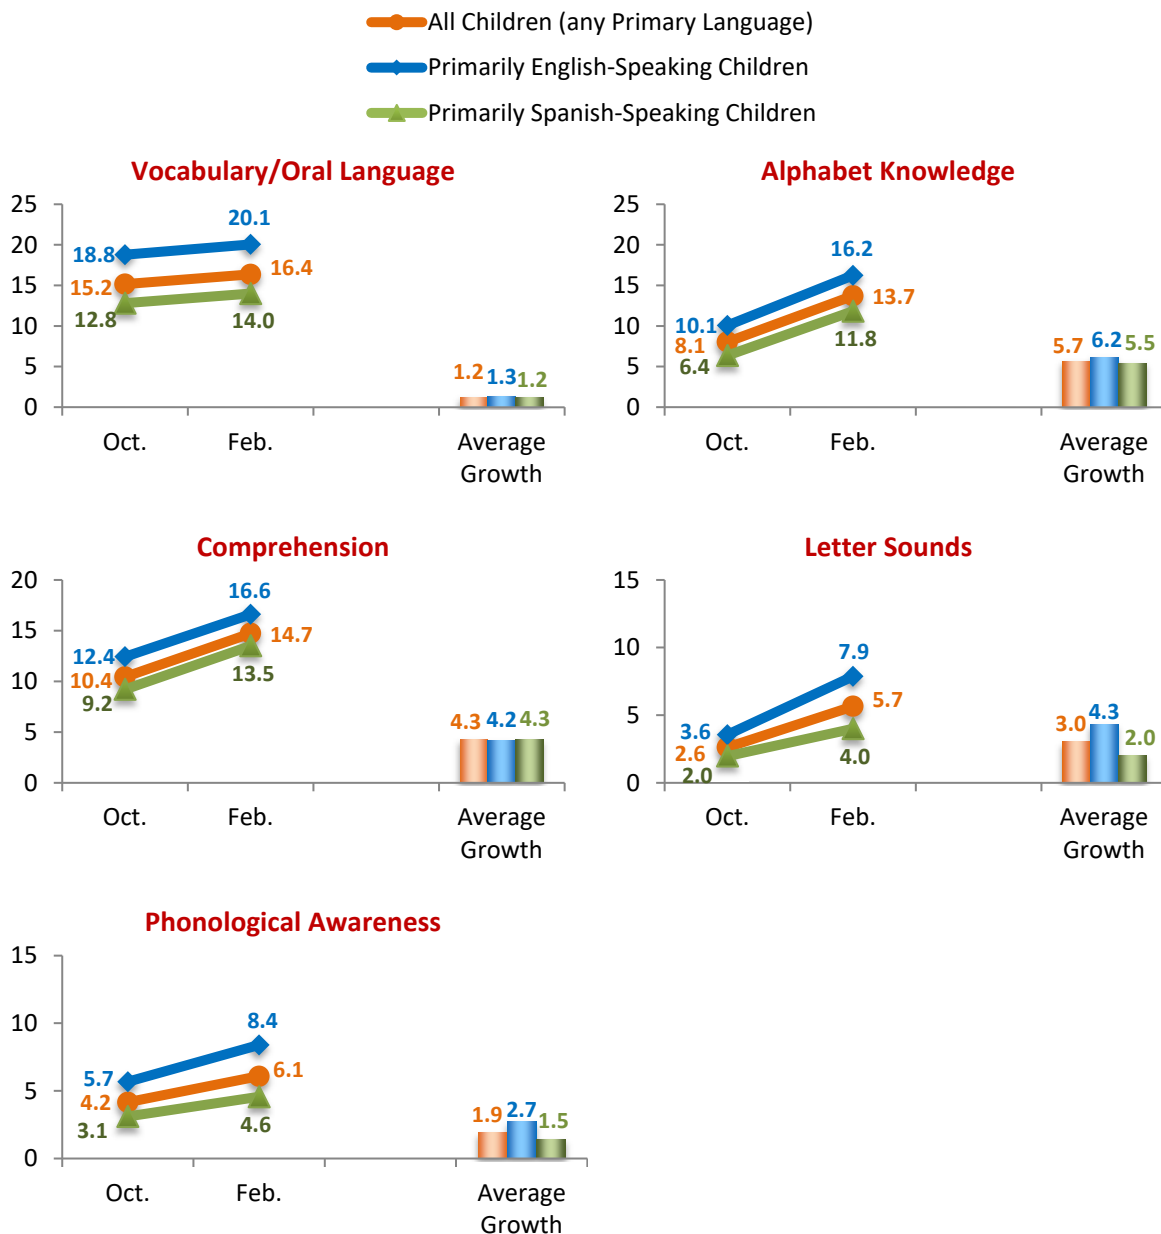 All Children (any Primary Language)
Primarily English-Speaking Children
Primarily Spanish-Speaking Children
Vocabulary/Oral Language
25
20
15
10
5
0
18.8
20.1
15.2
16.4
12.8
14.0
1.2
1.3
1.2
Oct.
Feb.
Average
Growth
Alphabet Knowledge
25
20
15
10
5
0
10.1
16.2
8.1
13.7
6.4
11.8
5.7
6.2
5.5
Oct.
Feb.
Average
Growth
Comprehension
20
15
10
5
0
12.4
16.6
10.4
14.7
9.2
13.5
4.3
4.2
4.3
Oct.
Feb.
Average
Growth
Letter Sounds
15
10
5
0
3.6
7.9
2.6
5.7
2.0
4.0
3.0
4.3
2.0
Oct.
Feb.
Average
Growth
Phonological Awareness
15
10
5
0
5.7
8.4
4.2
6.1
3.1
4.6
1.9
2.7
1.5
Oct.
Feb.
Average
Growth